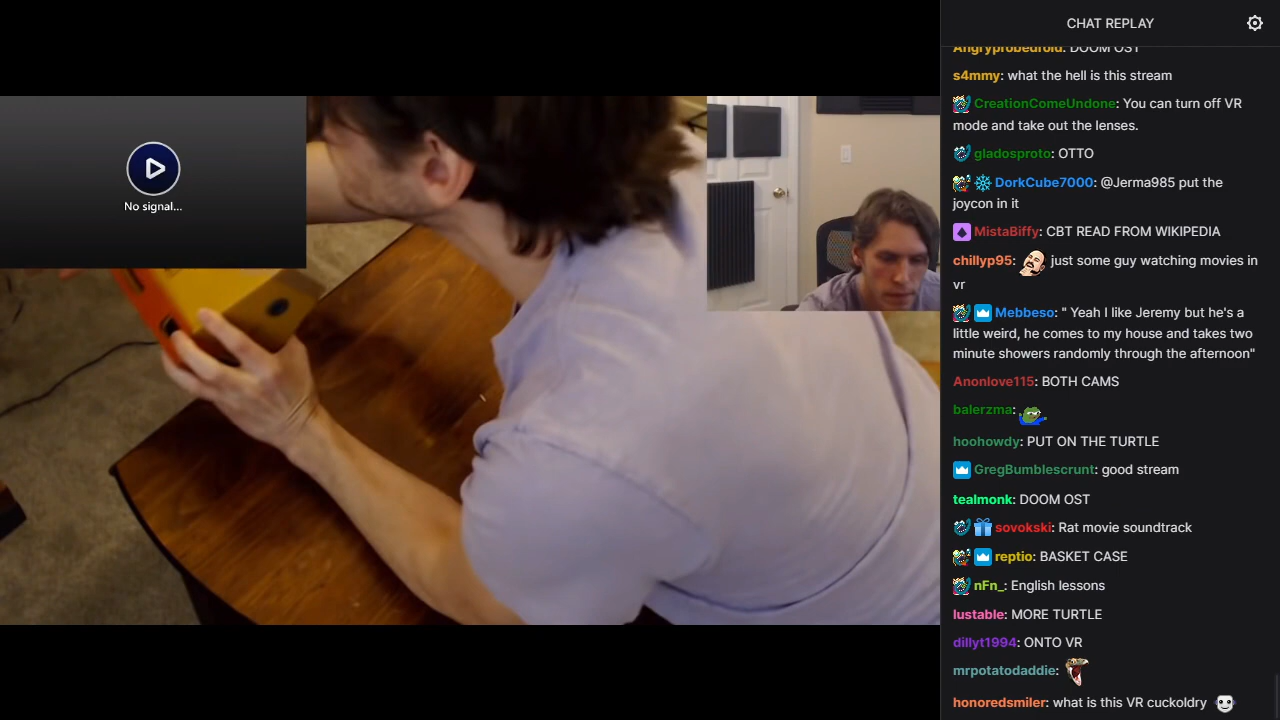 CHAT REPLAY
Angryprobedroid: DOOM OST
s4mmy: what the hell is this stream
CreationComeUndone: You can turn off VR
mode and take out the lenses.
gladosproto: OTTO
DorkCube7000: @Jerma985 put the
joycon in it
MistaBiffy: CBT READ FROM WIKIPEDIA
chillyp95: just some guy watching movies in
vr
Mebbeso: " Yeah I like Jeremy but he's a
little weird, he comes to my house and takes two
minute showers randomly through the afternoon"
Anonlove115: BOTH CAMS
balerzma:
hoohowdy: PUT ON THE TURTLE
GregBumblescrunt: good stream
tealmonk: DOOM OST
sovokski: Rat movie soundtrack
reptio: BASKET CASE
nFn_: English lessons
lustable: MORE TURTLE
dillyt1994: ONTO VR
mrpotatodaddie:
honoredsmiler: what is this VR cuckoldry
No signal...